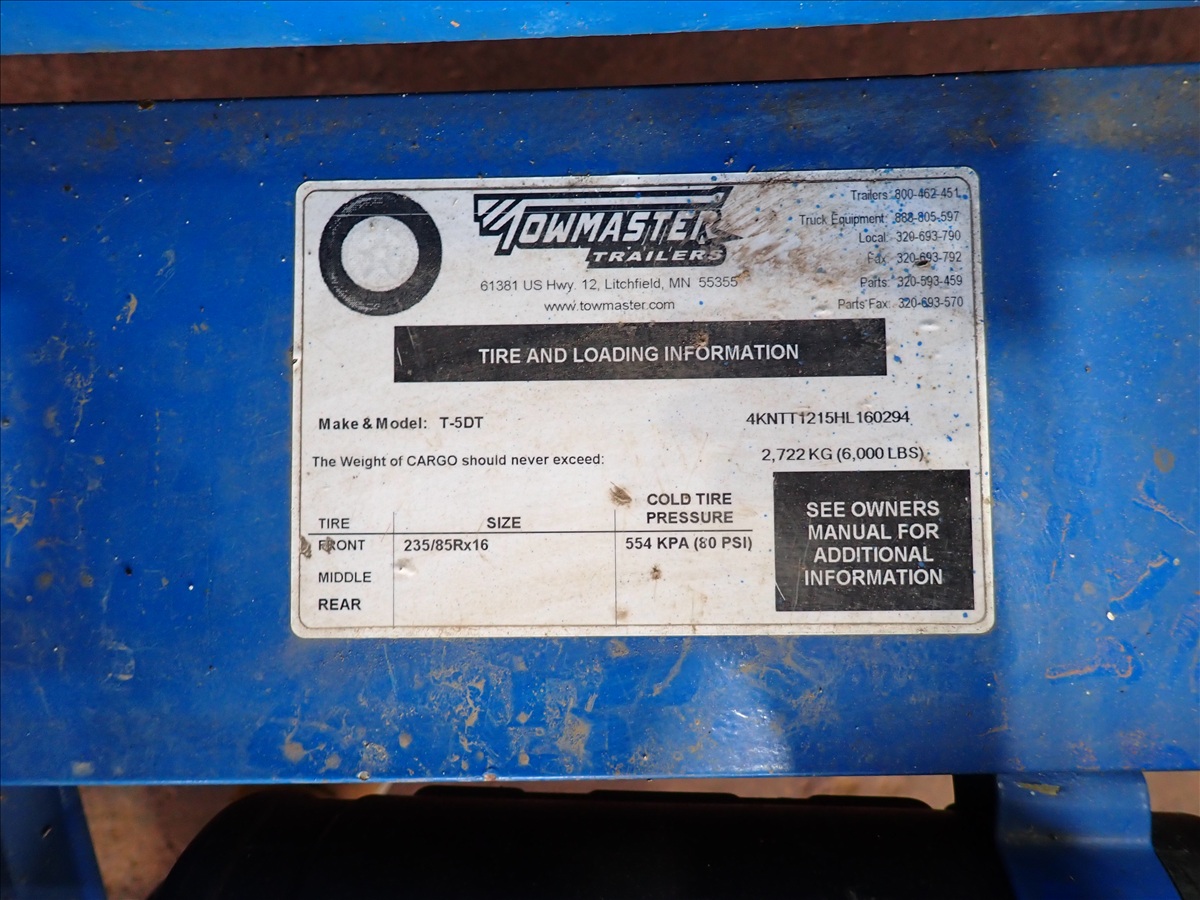 TOWMASTER
TRAILERS
61381 US Hwy. 12, Litchfield, MN 55355
www.towmaster.com
Trailers: 800-462-451
Truck Equipment: 888-805-597
Local: 320-693-790
Fax: 320-693-792
Parts: 320-593-459
Parts Fax: 320-693-570
TIRE AND LOADING INFORMATION
Make & Model: T-5DT 4KNTT1215HL160294
The Weight of CARGO should never exceed: 2,722 KG (6,000 LBS)
TIRE SIZE COLD TIRE PRESSURE
FRONT 235/85Rx16 554 KPA (80 PSI)
MIDDLE
REAR
SEE OWNERS
MANUAL FOR
ADDITIONAL
INFORMATION